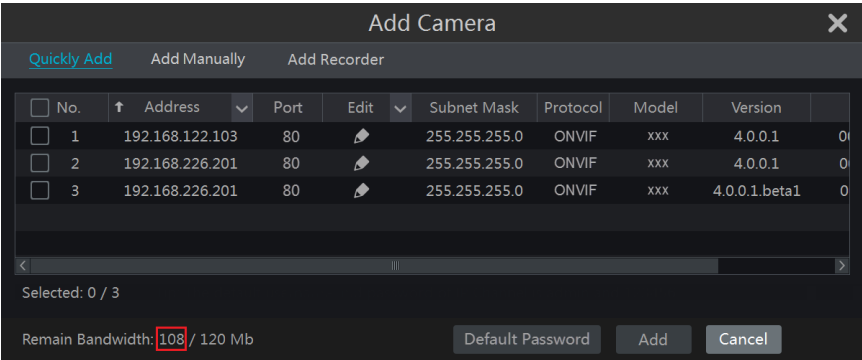 Add Camera
Quickly Add Add Manually Add Recorder
No. Address Port Edit Subnet Mask Protocol Model Version
1 192.168.122.103 80 255.255.255.0 ONVIF xxx 4.0.0.1
2 192.168.226.201 80 255.255.255.0 ONVIF xxx 4.0.0.1
3 192.168.226.201 80 255.255.255.0 ONVIF xxx 4.0.0.1.beta1
Selected: 0 / 3
Remain Bandwidth: 108 / 120 Mb Default Password Add Cancel